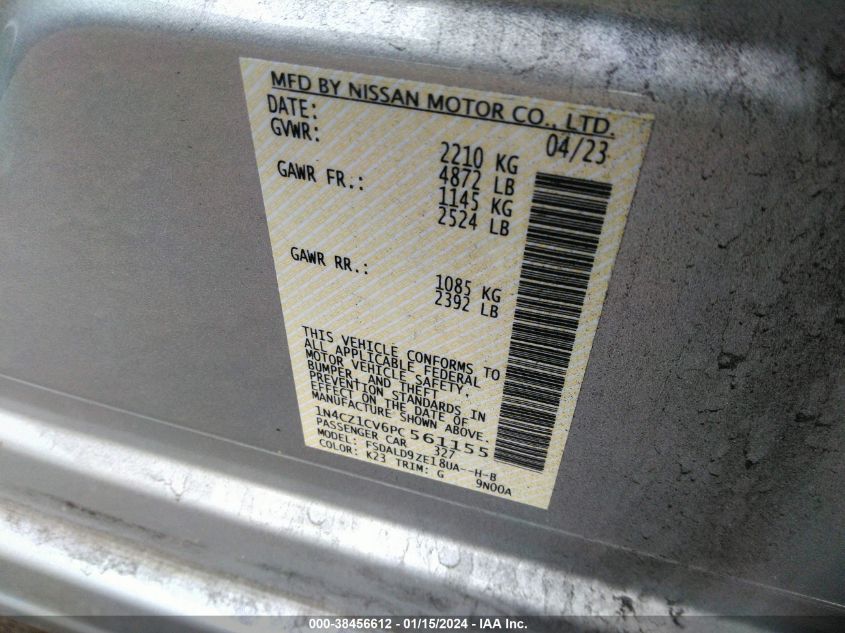 MFD BY NISSAN MOTOR CO., LTD.
DATE: 04/23
GVWR: 2210 KG
4872 LB
GAWR FR.: 1145 KG
2524 LB
GAWR RR.: 1085 KG
2392 LB
THIS VEHICLE CONFORMS TO
ALL APPLICABLE FEDERAL
MOTOR VEHICLE SAFETY,
BUMPER, AND THEFT
PREVENTION STANDARDS IN
EFFECT ON THE DATE OF
MANUFACTURE SHOWN ABOVE.
1N4CZ1CV6PC561155
PASSENGER CAR 327
MODEL: FSDALD9ZE18UA--H-B
COLOR: K23 TRIM: G 9N00A
000-38456612 - 01/15/2024 - IAA Inc.